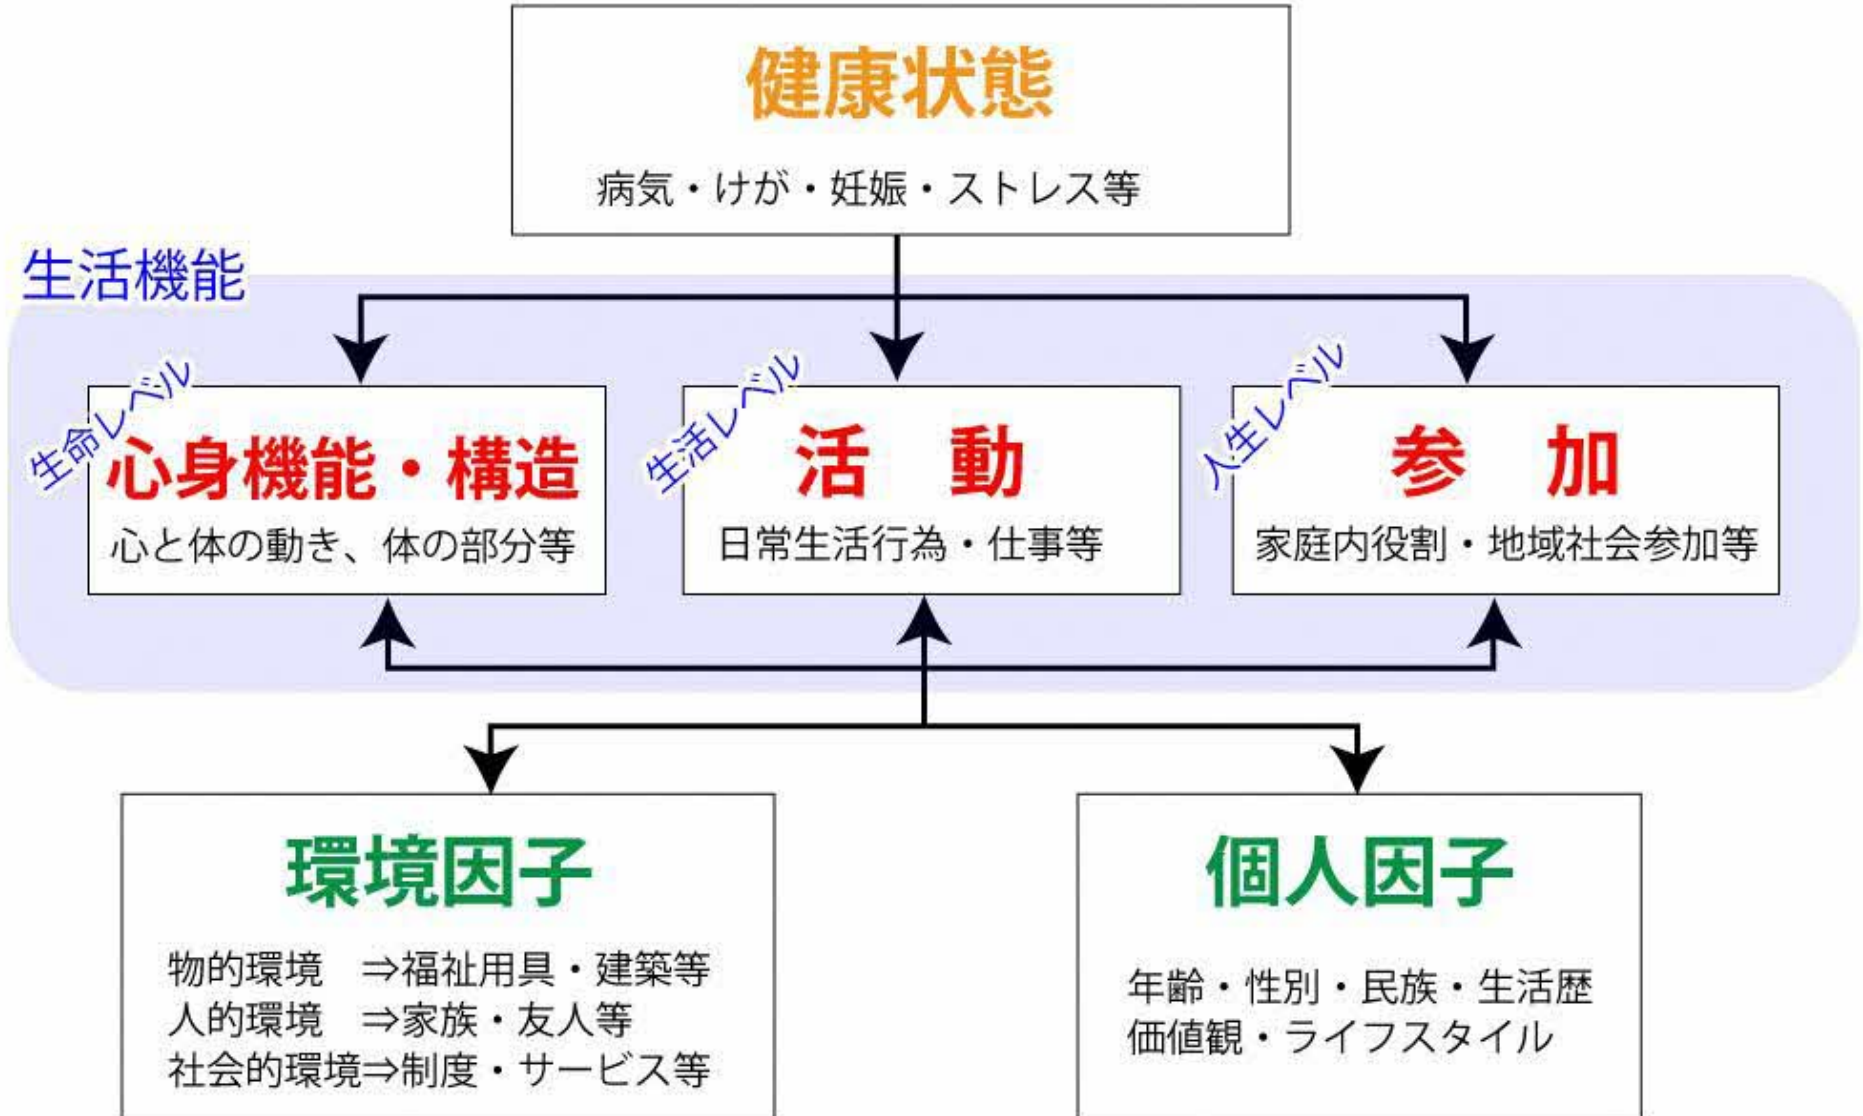 健康状態
病気・けが・妊娠・ストレス等
生活機能
生命レベル
心身機能・構造
心と体の動き、体の部分等
生活レベル
活　動
日常生活行為・仕事等
人生レベル
参　加
家庭内役割・地域社会参加等
環境因子
物的環境　⇒福祉用具・建築等
人的環境　⇒家族・友人等
社会的環境⇒制度・サービス等
個人因子
年齢・性別・民族・生活歴
価値観・ライフスタイル